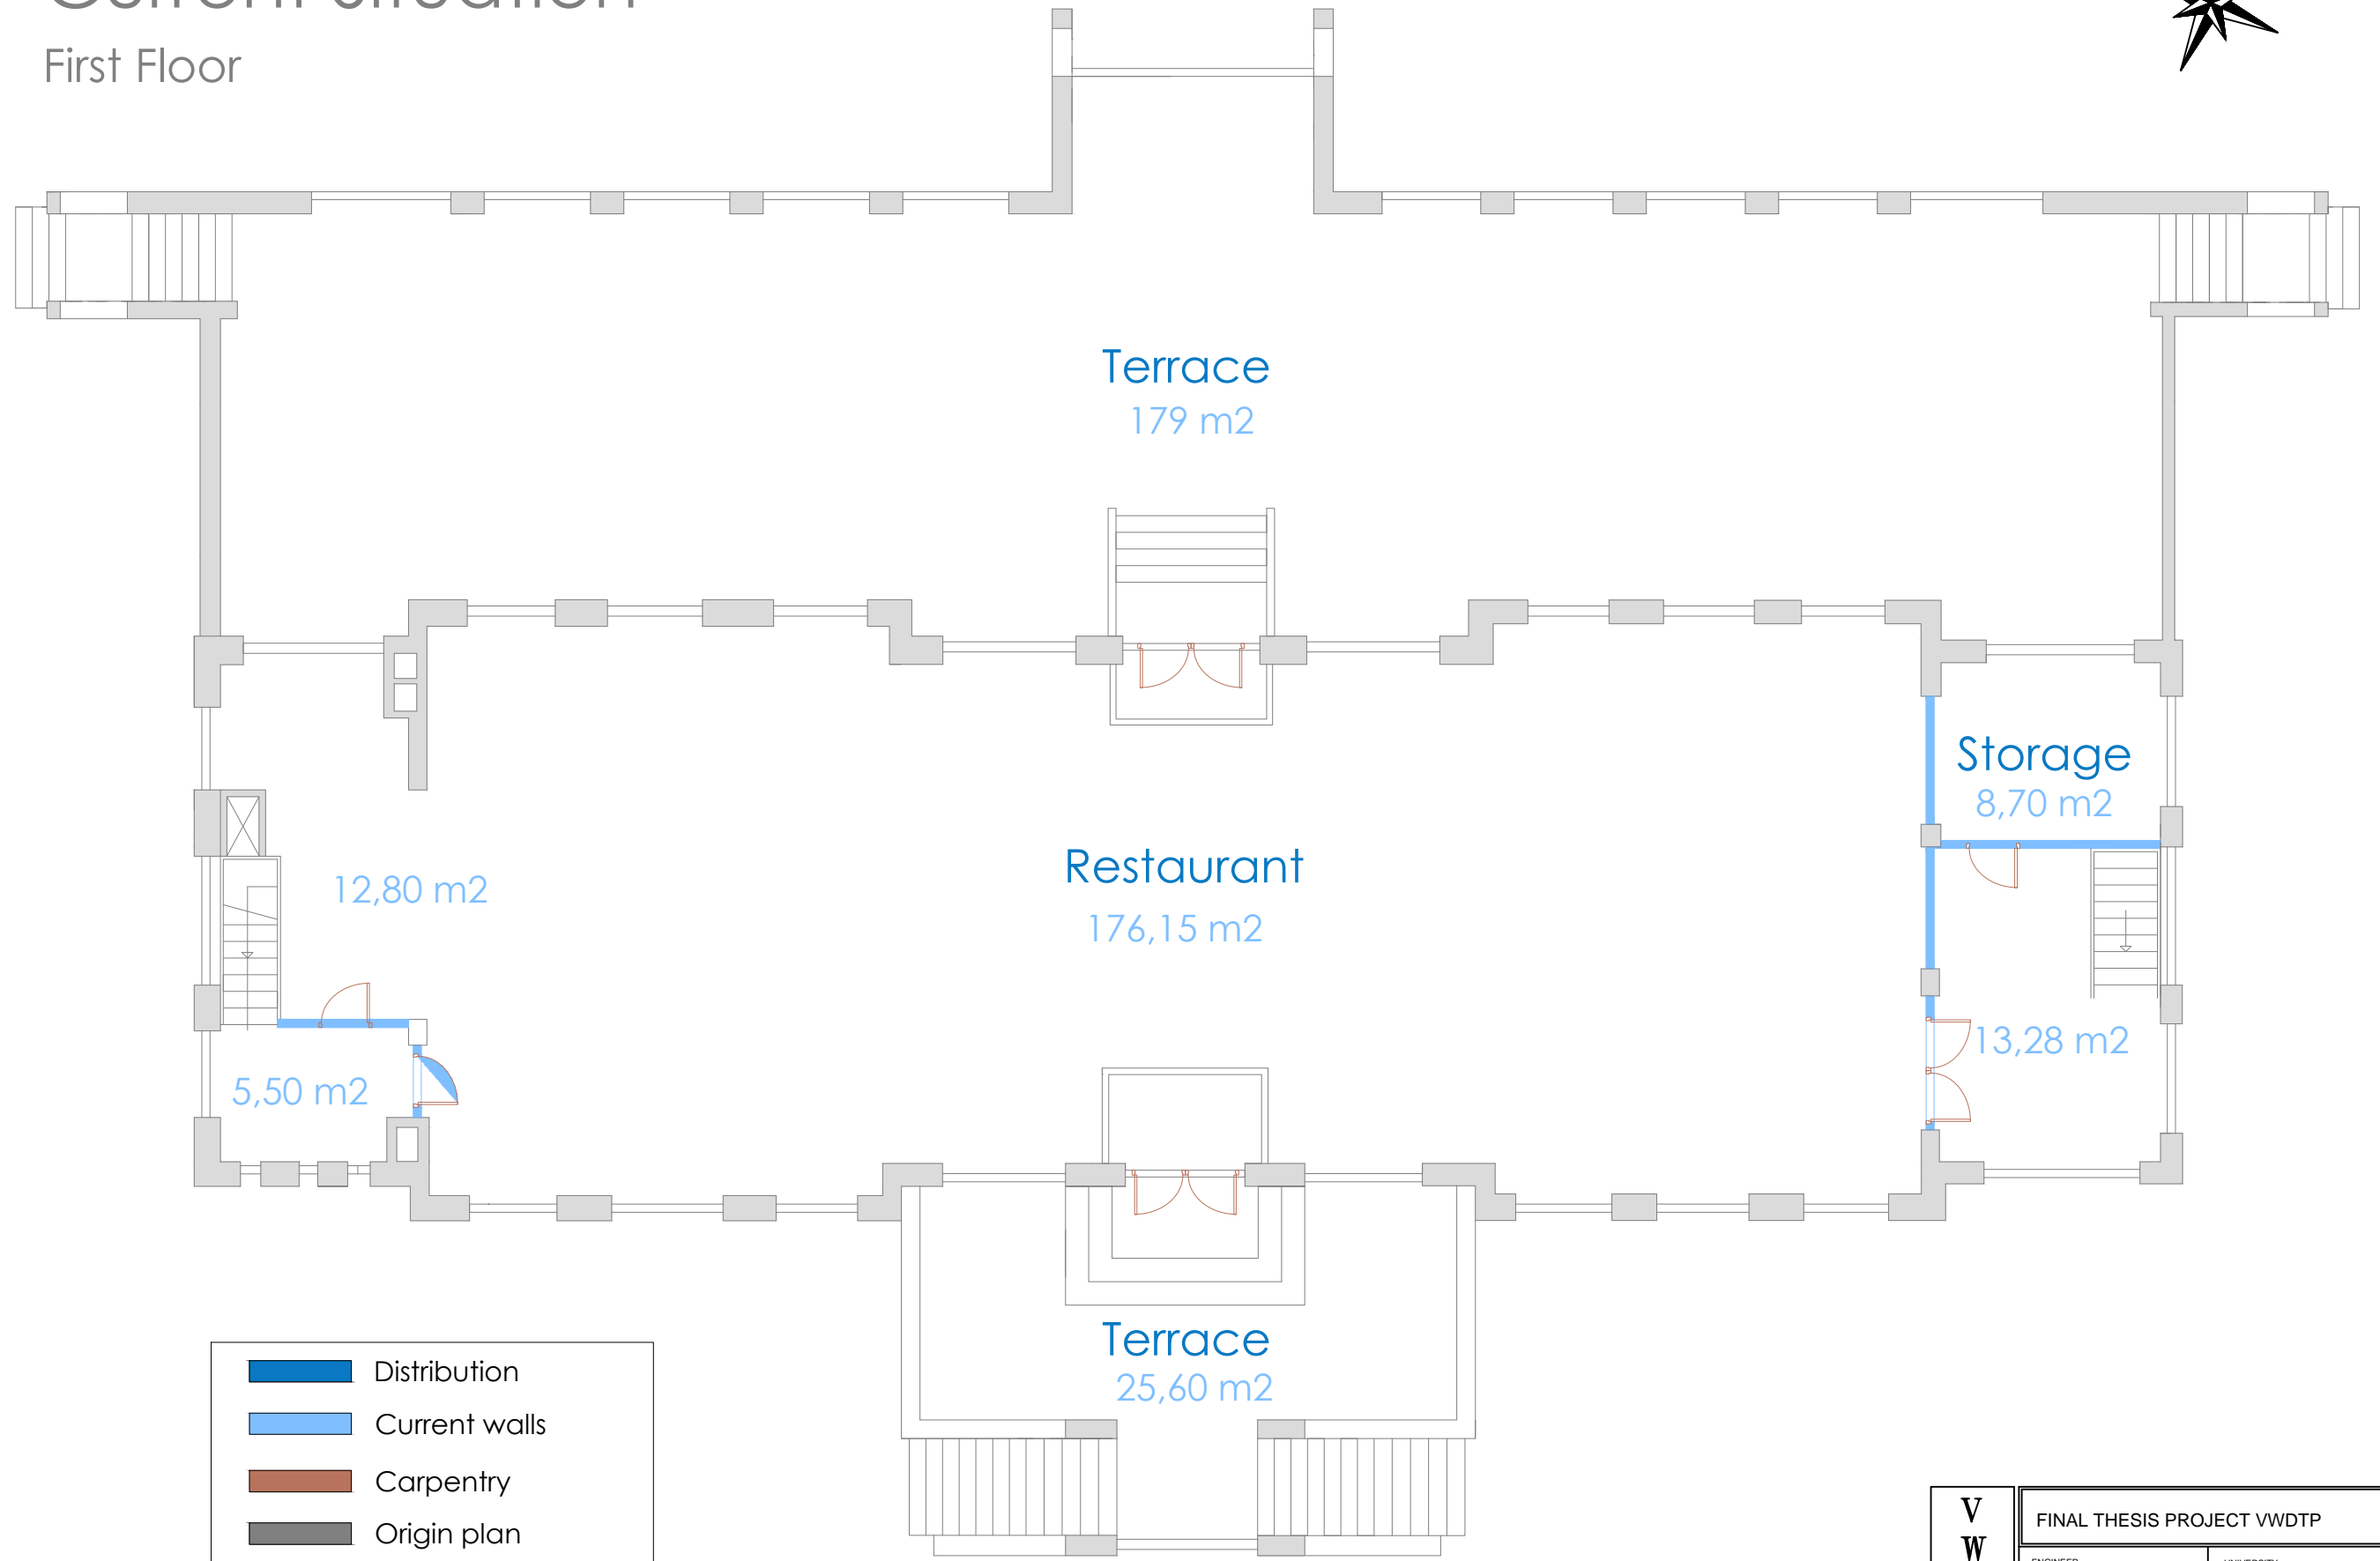 First Floor
Terrace
179 m2
Storage
8,70 m2
Restaurant
176,15 m2
12,80 m2
13,28 m2
5,50 m2
Terrace
25,60 m2
Distribution
Current walls
Carpentry
Origin plan
V
W
FINAL THESIS PROJECT VWDTP